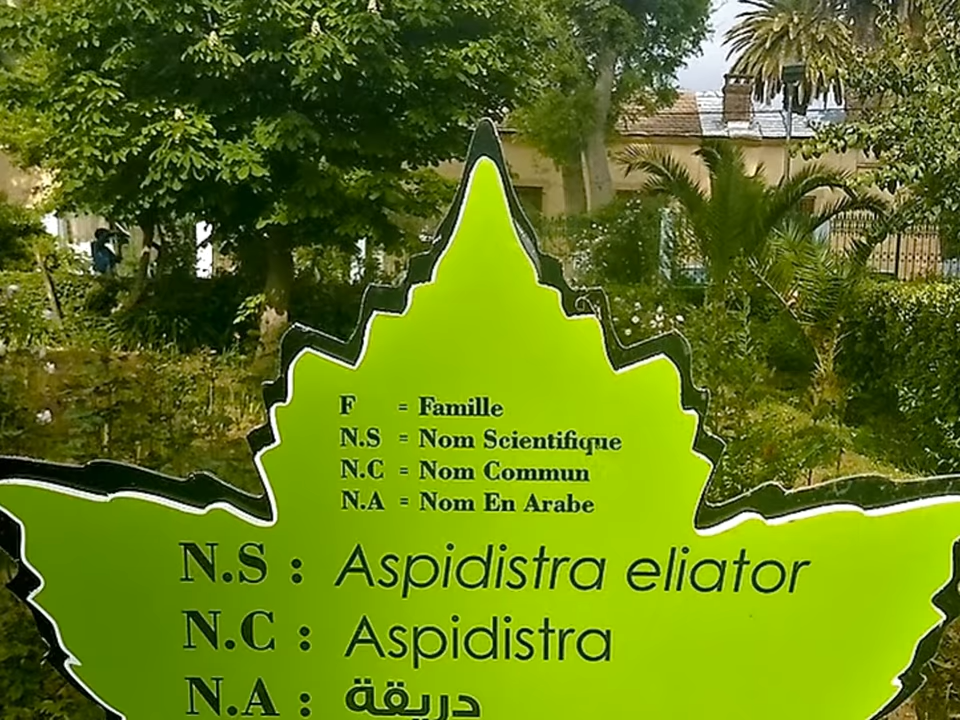 F = Famille
N.S = Nom Scientifique
N.C = Nom Commun
N.A = Nom En Arabe
N.S : Aspidistra eliator
N.C : Aspidistra
N.A : دريقة